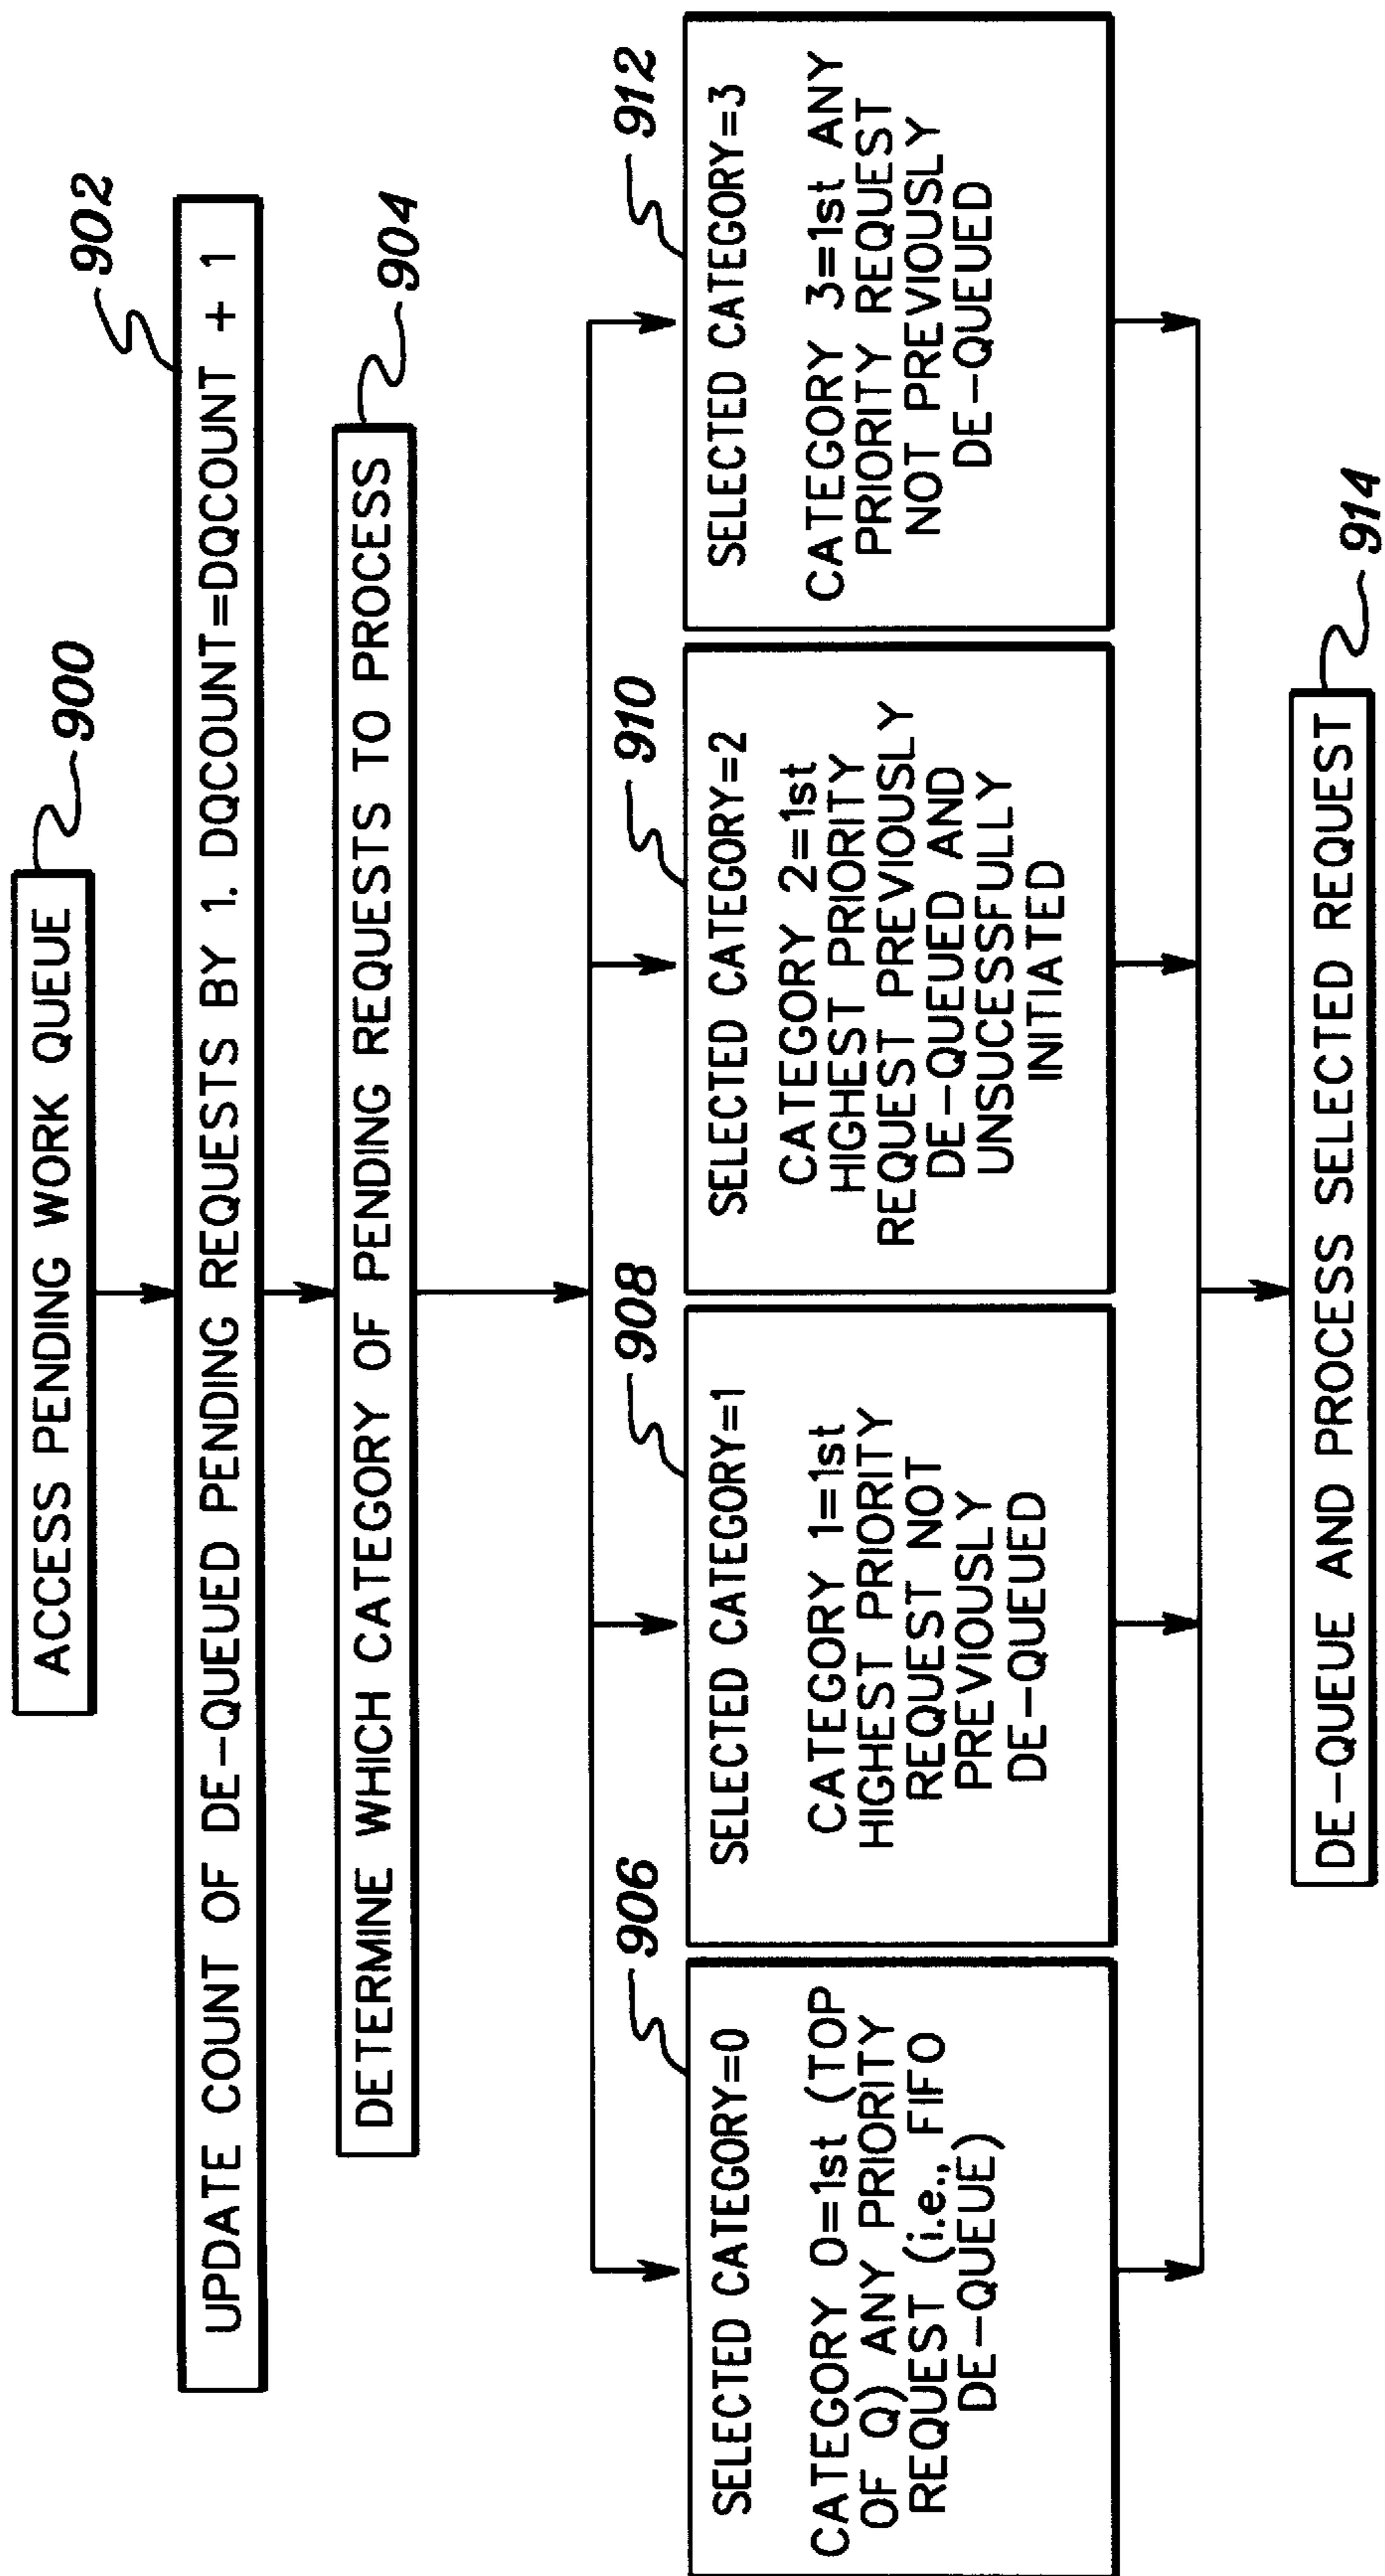 ACCESS PENDING WORK QUEUE
900
UPDATE COUNT OF DE-QUEUED PENDING REQUESTS BY 1. DQCOUNT=DQCOUNT + 1
902
DETERMINE WHICH CATEGORY OF PENDING REQUESTS TO PROCESS
904
906
SELECTED CATEGORY=0
CATEGORY 0=1st (TOP
OF Q) ANY PRIORITY
REQUEST (i.e., FIFO
DE-QUEUE)
908
SELECTED CATEGORY=1
CATEGORY 1=1st
HIGHEST PRIORITY
REQUEST NOT
PREVIOUSLY
DE-QUEUED
910
SELECTED CATEGORY=2
CATEGORY 2=1st
HIGHEST PRIORITY
REQUEST PREVIOUSLY
DE-QUEUED AND
UNSUCESSFULLY
INITIATED
912
SELECTED CATEGORY=3
CATEGORY 3=1st ANY
PRIORITY REQUEST
NOT PREVIOUSLY
DE-QUEUED
DE-QUEUE AND PROCESS SELECTED REQUEST
914